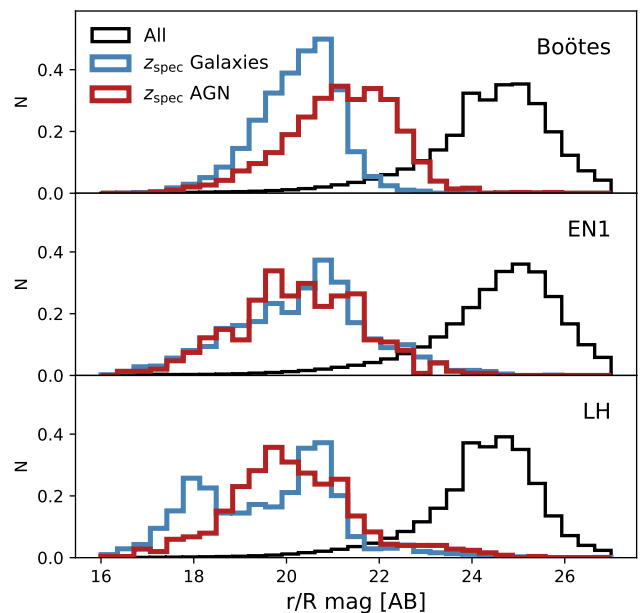 All
z_spec Galaxies
z_spec AGN
Boötes
N
0.4
0.2
0.0
EN1
N
0.4
0.2
0.0
LH
N
0.4
0.2
0.0
16 18 20 22 24 26
r/R mag [AB]